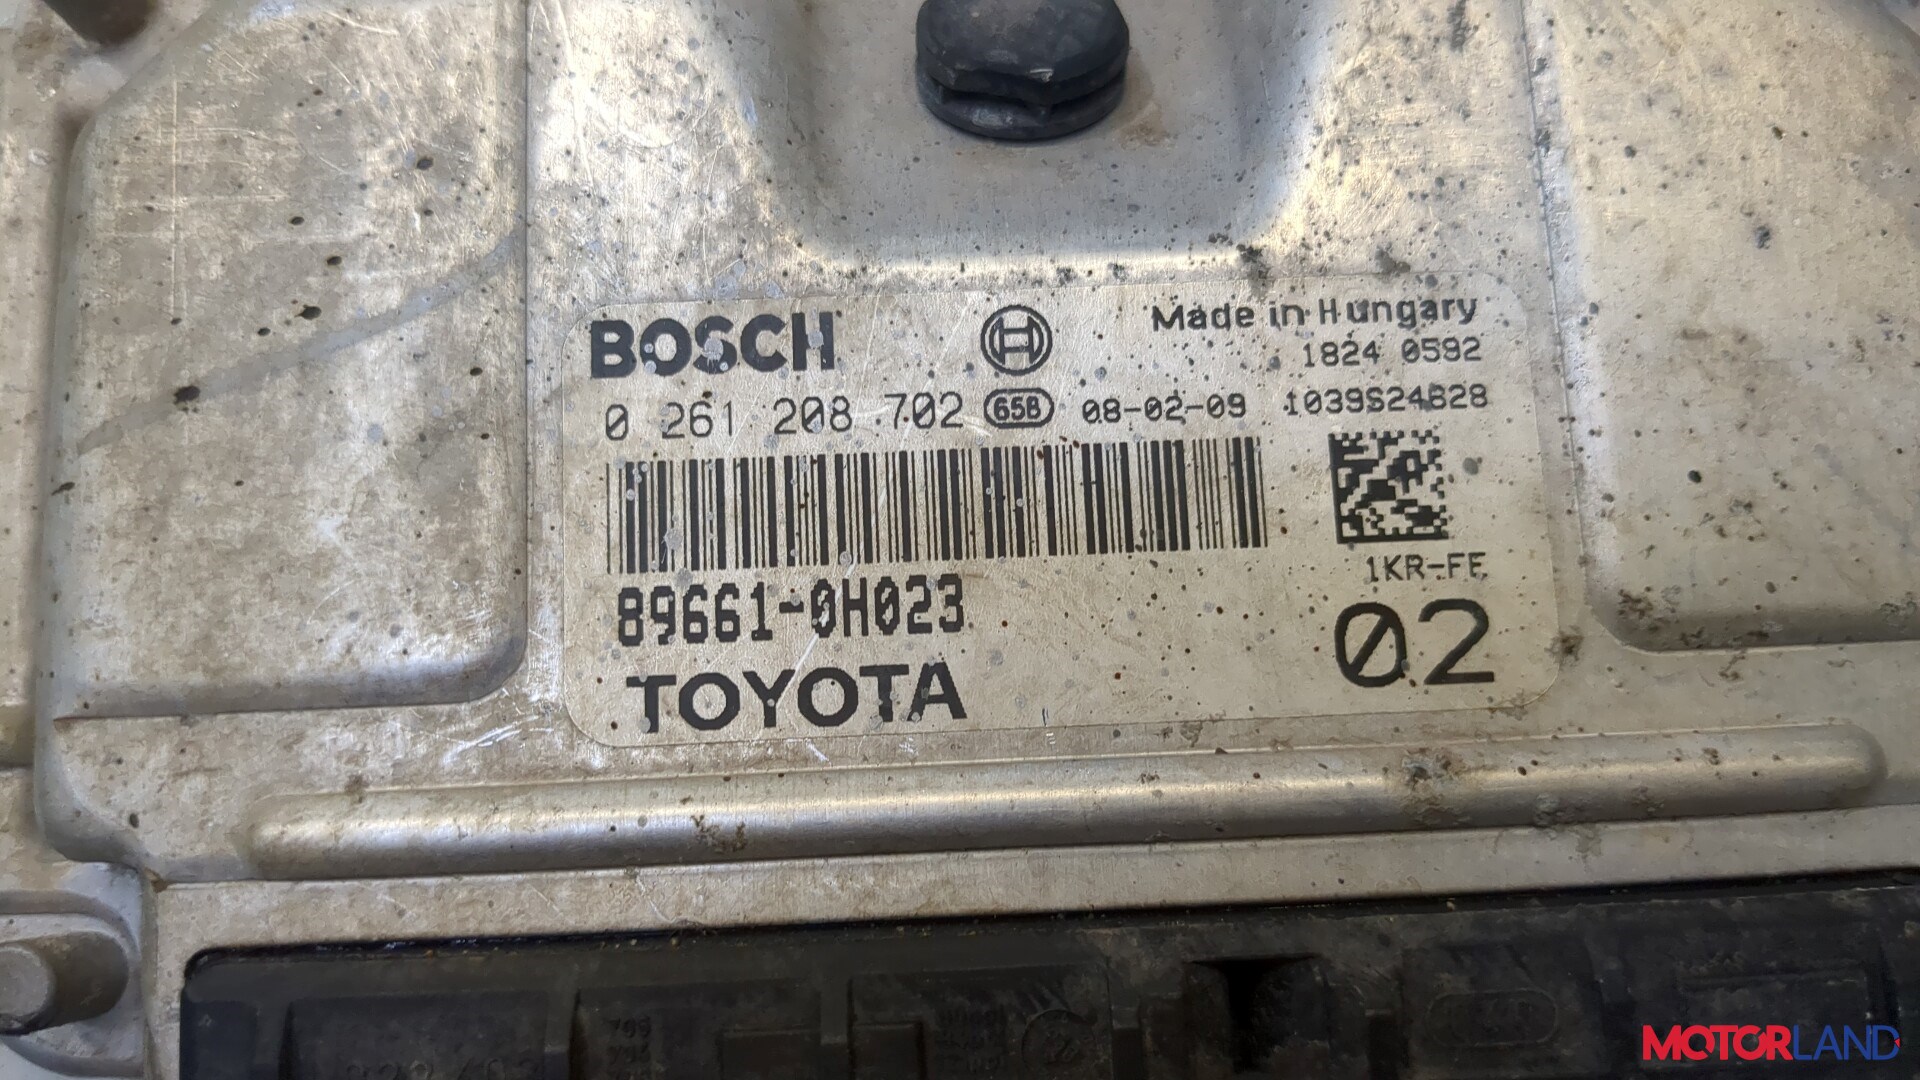 BOSCH
Made in Hungary
1824 0592
0 261 208 702 65B 08-02-09 1039S24828
89661-0H023
1KR-FE
02
TOYOTA
MOTORLAND